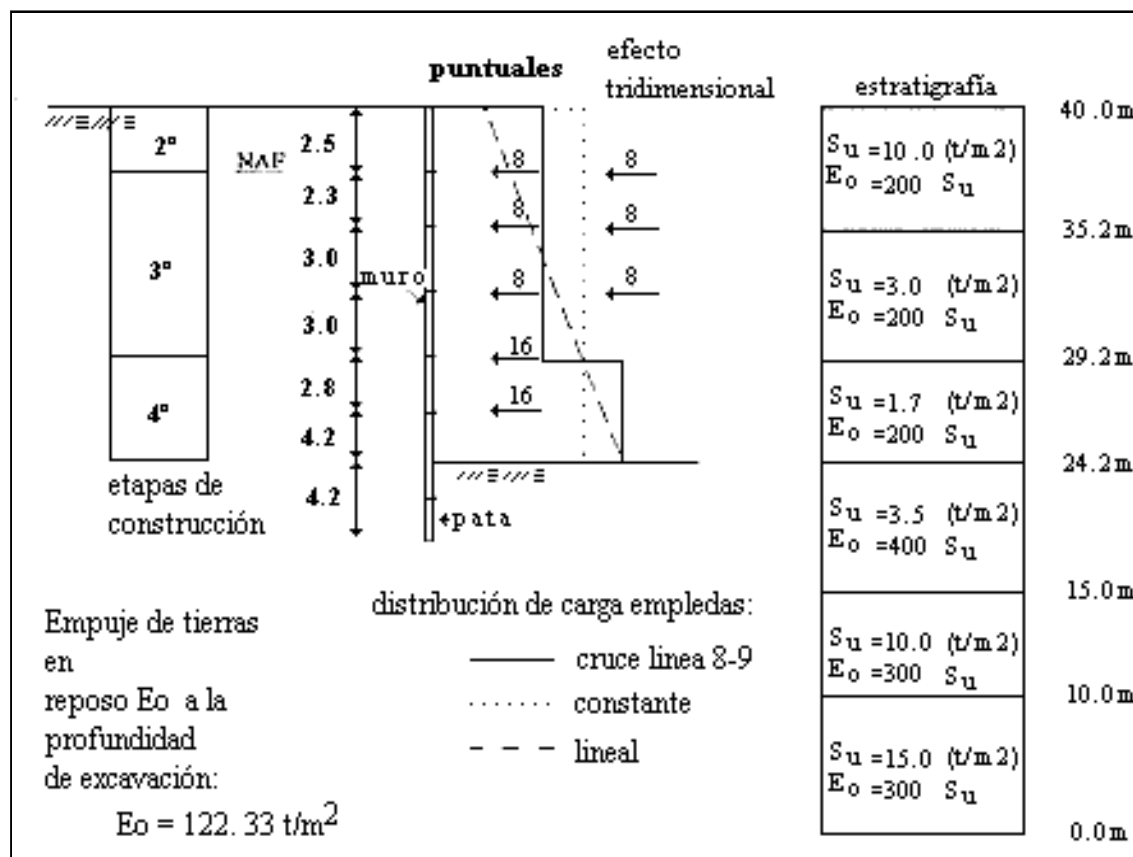 puntuales
efecto
tridimensional
estratigrafía
40.0m
2º
2.5
NAF
8
8
Su =10.0 (t/m2)
Eo =200 Su
2.3
8
8
35.2m
3º
3.0
muro
8
8
Su =3.0 (t/m2)
Eo =200 Su
3.0
16
29.2m
4º
2.8
16
Su =1.7 (t/m2)
Eo =200 Su
4.2
24.2m
etapas de
construcción
4.2
pata
Su =3.5 (t/m2)
Eo =400 Su
15.0m
Empuje de tierras
en
reposo Eo a la
profundidad
de excavación:
Eo = 122.33 t/m²
distribución de carga empledas:
cruce linea 8-9
constante
lineal
Su =10.0 (t/m2)
Eo =300 Su
10.0m
Su =15.0 (t/m2)
Eo =300 Su
0.0m